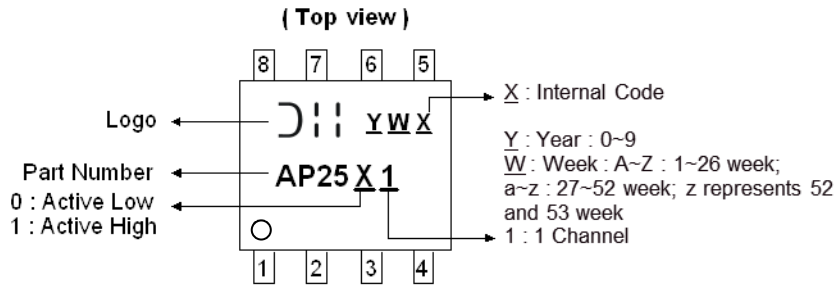 ( Top view )
8 7 6 5
Logo
Y W X
X : Internal Code
Part Number
AP25 X 1
0 : Active Low
1 : Active High
Y : Year : 0~9
W : Week : A~Z : 1~26 week;
a~z : 27~52 week; z represents 52
and 53 week
1 : 1 Channel
1 2 3 4